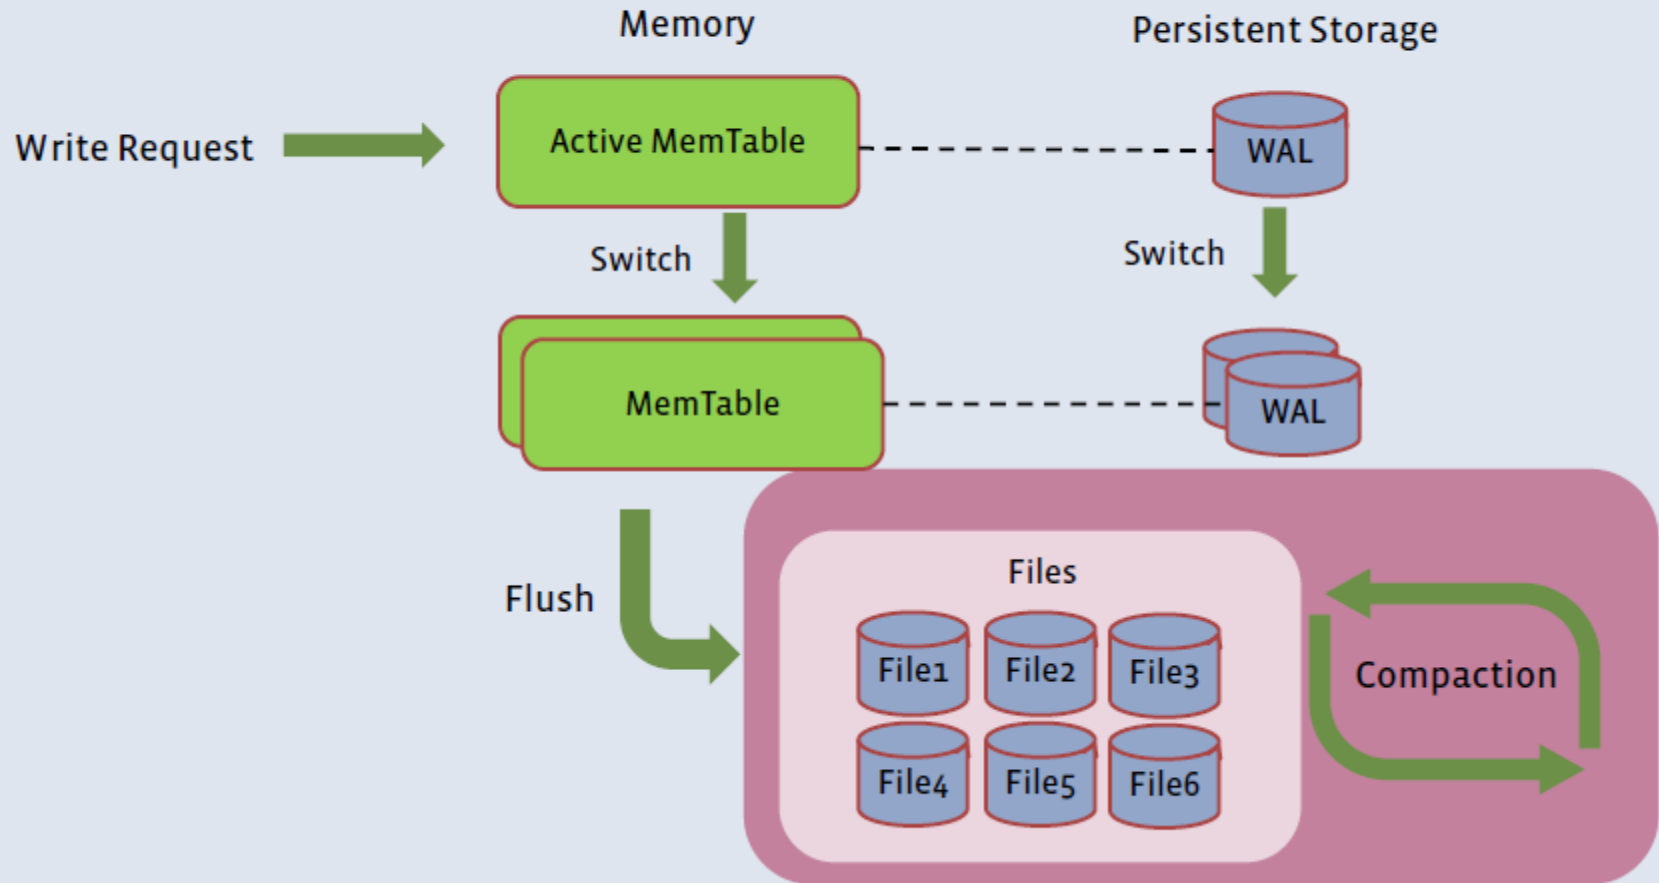 Memory
Persistent Storage
Write Request
Active MemTable
WAL
Switch
Switch
MemTable
WAL
Flush
Files
File1
File2
File3
Compaction
File4
File5
File6